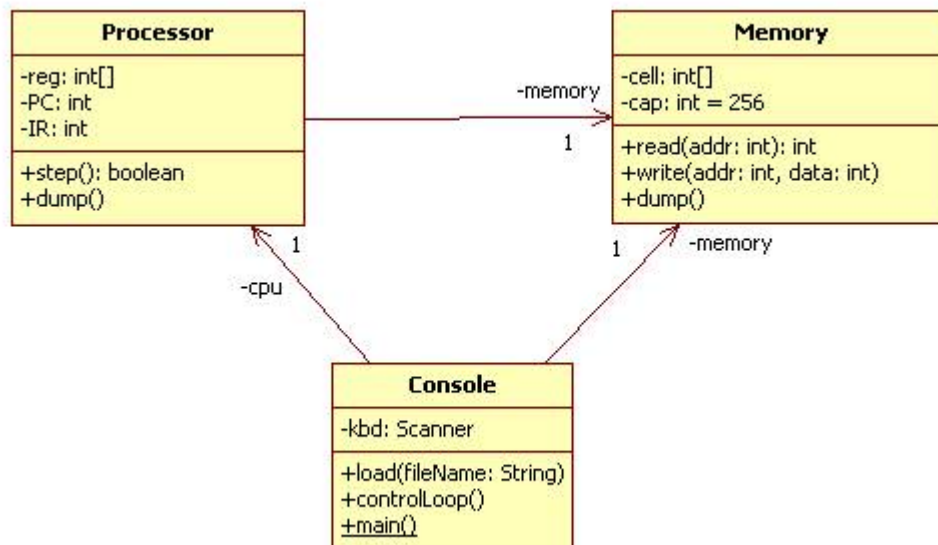 Processor
-reg: int[]
-PC: int
-IR: int
+step(): boolean
+dump()
-memory
1
Memory
-cell: int[]
-cap: int = 256
+read(addr: int): int
+write(addr: int, data: int)
+dump()
1
-cpu
1
-memory
Console
-kbd: Scanner
+load(fileName: String)
+controlLoop()
+main()